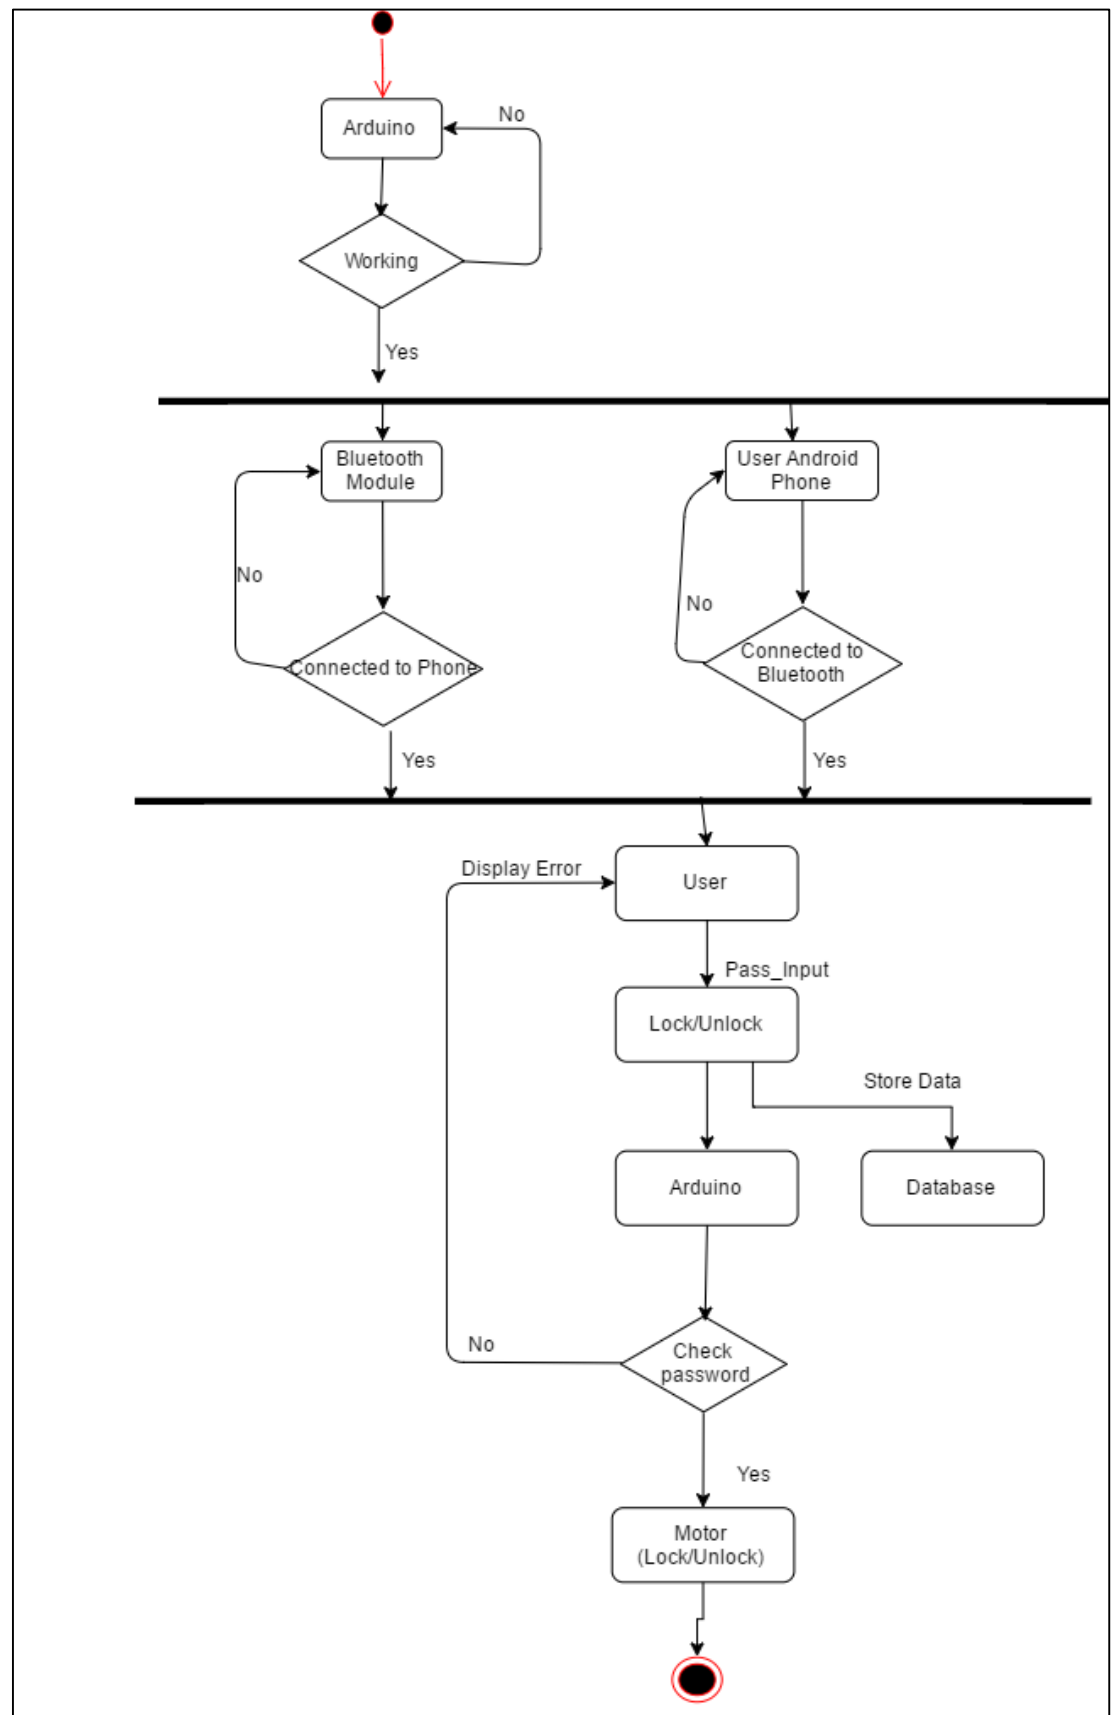 Arduino
No
Working
Yes
Bluetooth
Module
User Android
Phone
No
No
Connected to Phone
Connected to
Bluetooth
Yes
Yes
Display Error
User
Pass_Input
Lock/Unlock
Store Data
Arduino
Database
No
Check
password
Yes
Motor
(Lock/Unlock)